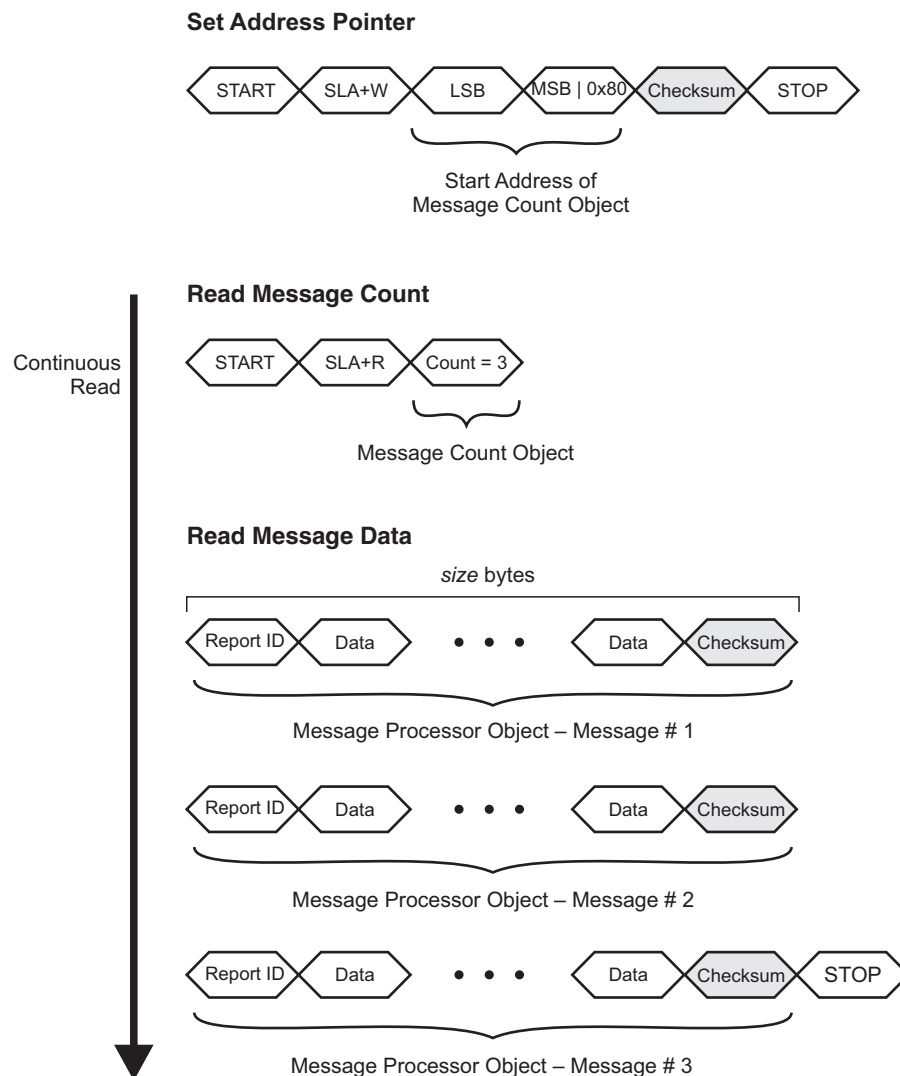 Set Address Pointer
START SLA+W LSB MSB | 0x80 Checksum STOP
Start Address of
Message Count Object
Read Message Count
Continuous
Read
START SLA+R Count = 3
Message Count Object
Read Message Data
size bytes
Report ID Data • • • Data Checksum
Message Processor Object – Message # 1
Report ID Data • • • Data Checksum
Message Processor Object – Message # 2
Report ID Data • • • Data Checksum STOP
Message Processor Object – Message # 3